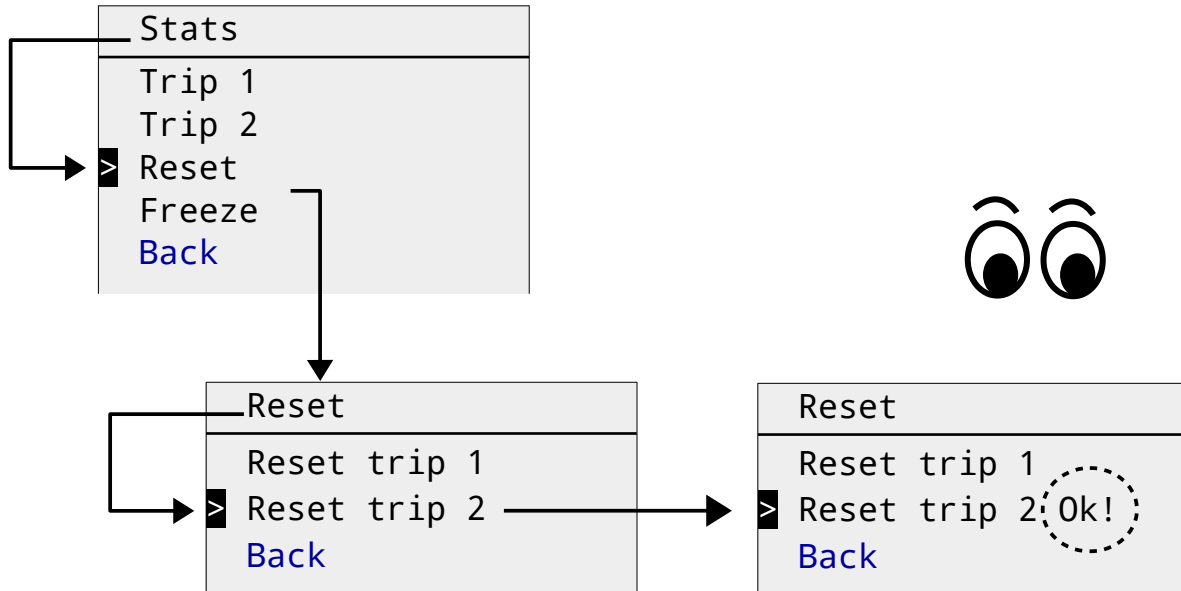 Stats
Trip 1
Trip 2
> Reset
Freeze
Back
Reset
Reset trip 1
> Reset trip 2
Back
Reset
Reset trip 1
> Reset trip 2 Ok!
Back